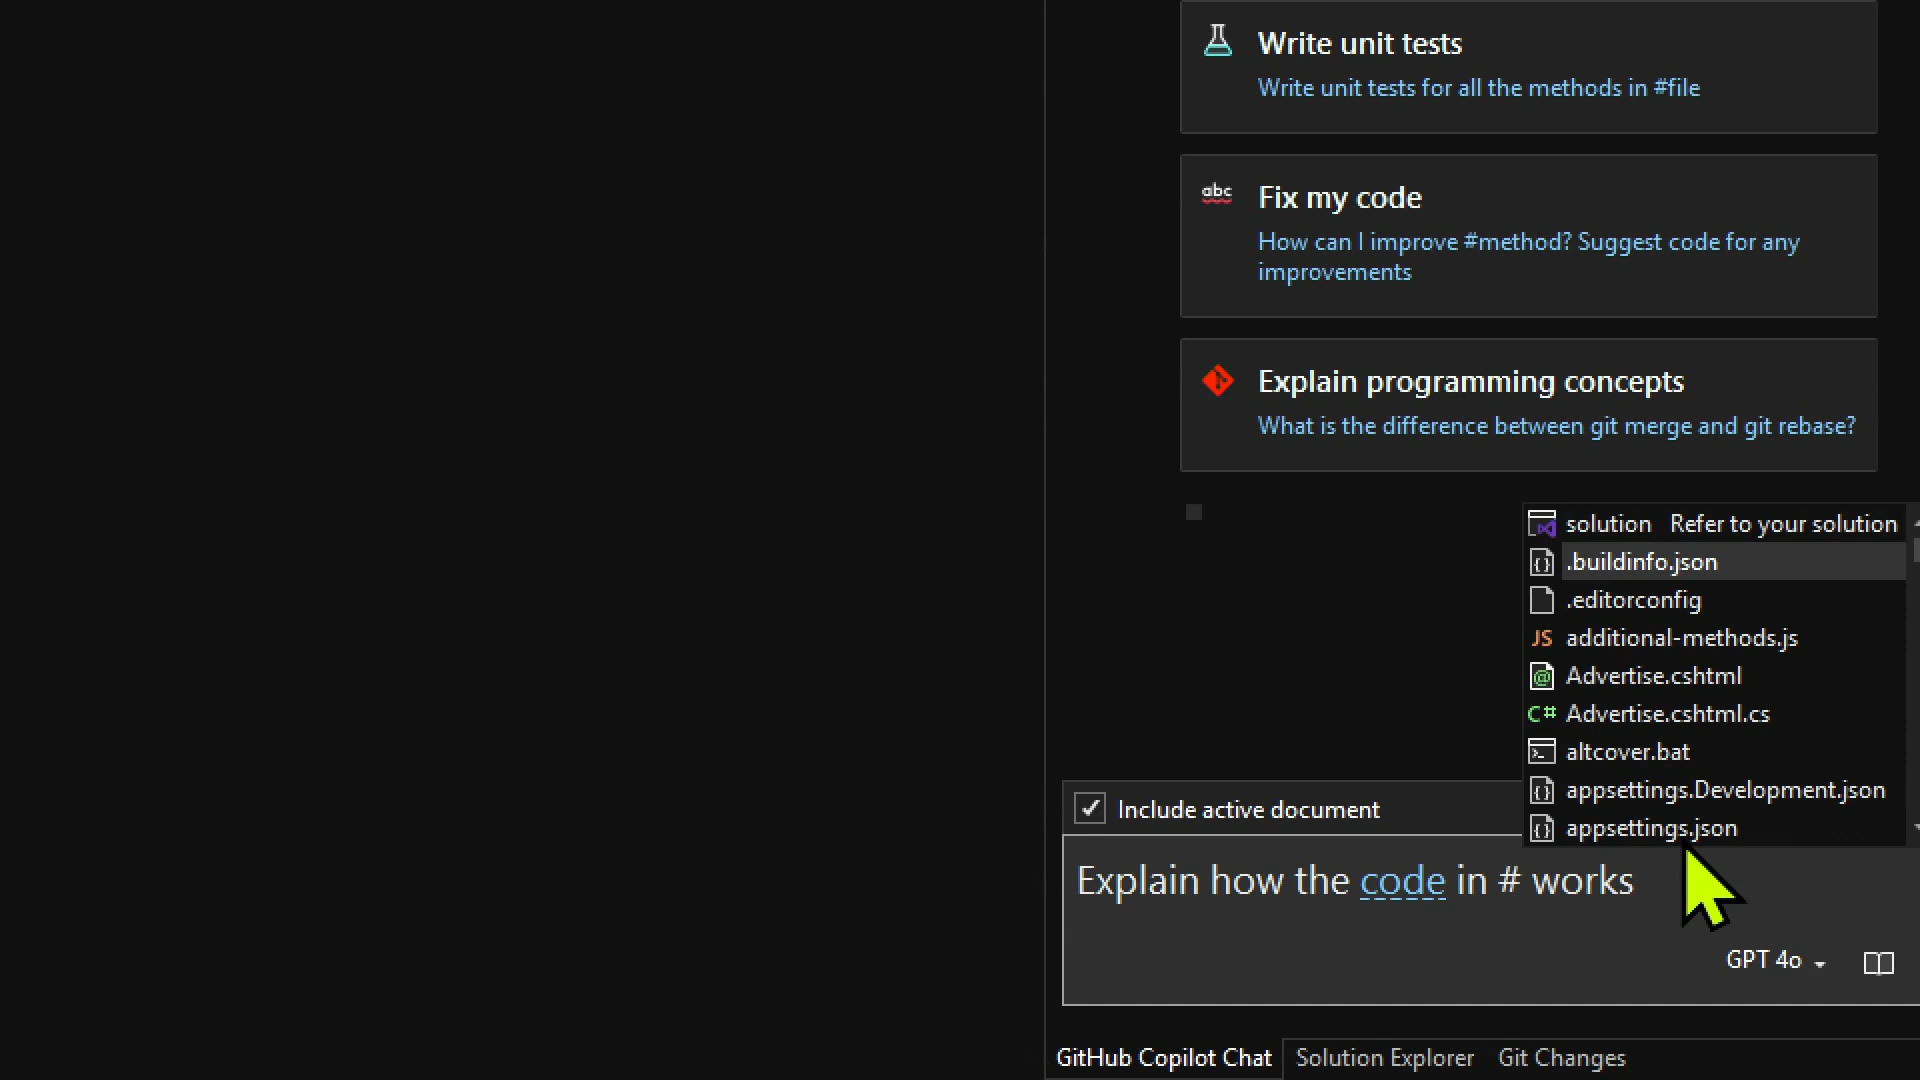 Write unit tests
Write unit tests for all the methods in #file
abc
Fix my code
How can I improve #method? Suggest code for any
improvements
Explain programming concepts
What is the difference between git merge and git rebase?
solution Refer to your solution
{} .buildinfo.json
.editorconfig
JS additional-methods.js
@ Advertise.cshtml
C# Advertise.cshtml.cs
altcover.bat
{} appsettings.Development.json
{} appsettings.json
Include active document
Explain how the code in # works
GPT 4o
GitHub Copilot Chat Solution Explorer Git Changes